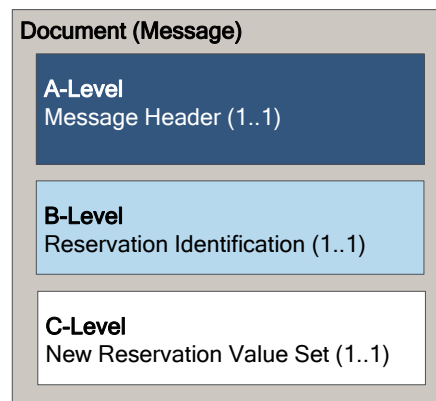 Document (Message)
A-Level
Message Header (1..1)
B-Level
Reservation Identification (1..1)
C-Level
New Reservation Value Set (1..1)